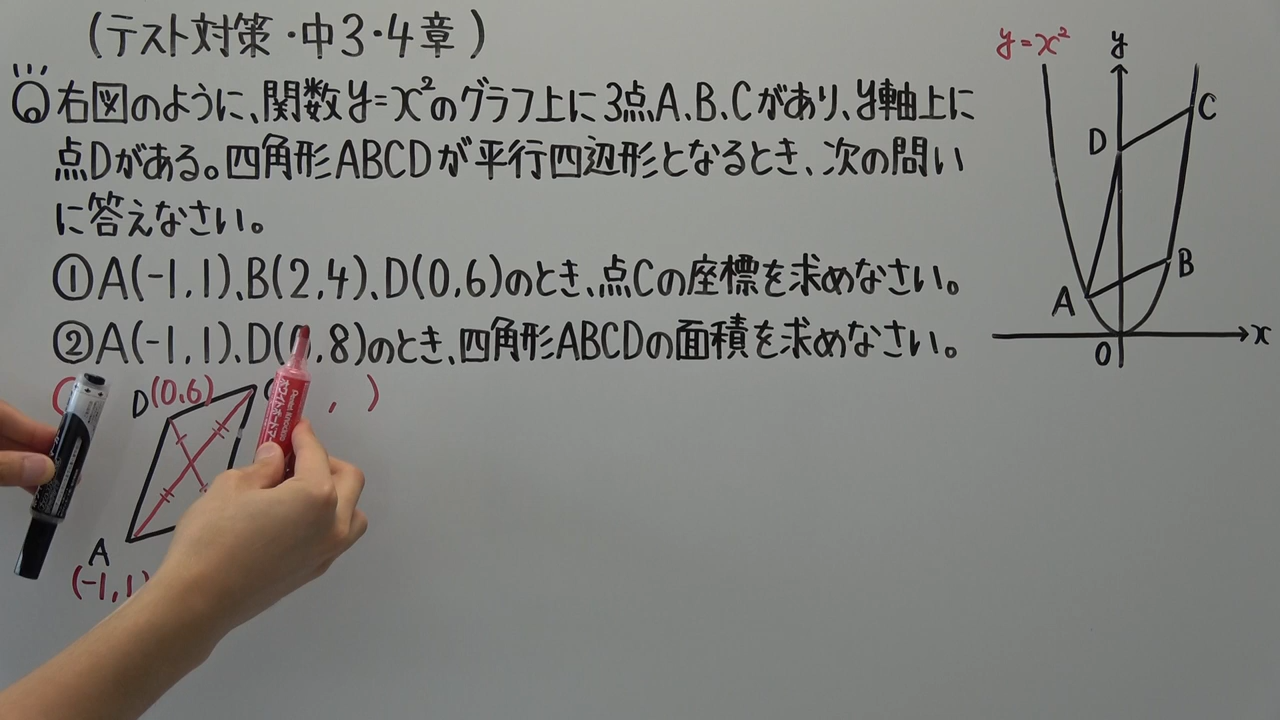 (テスト対策・中3・4章)
Q 右図のように、関数y=x²のグラフ上に3点A、B、Cがあり、y軸上に
点Dがある。四角形ABCDが平行四辺形となるとき、次の問い
に答えなさい。
①A(-1,1)、B(2,4)、D(0,6)のとき、点Cの座標を求めなさい。
②A(-1,1)、D(0,8)のとき、四角形ABCDの面積を求めなさい。
D(0,6)
, )
A
(-1,1)
y=x²
y
C
D
B
A
O
x